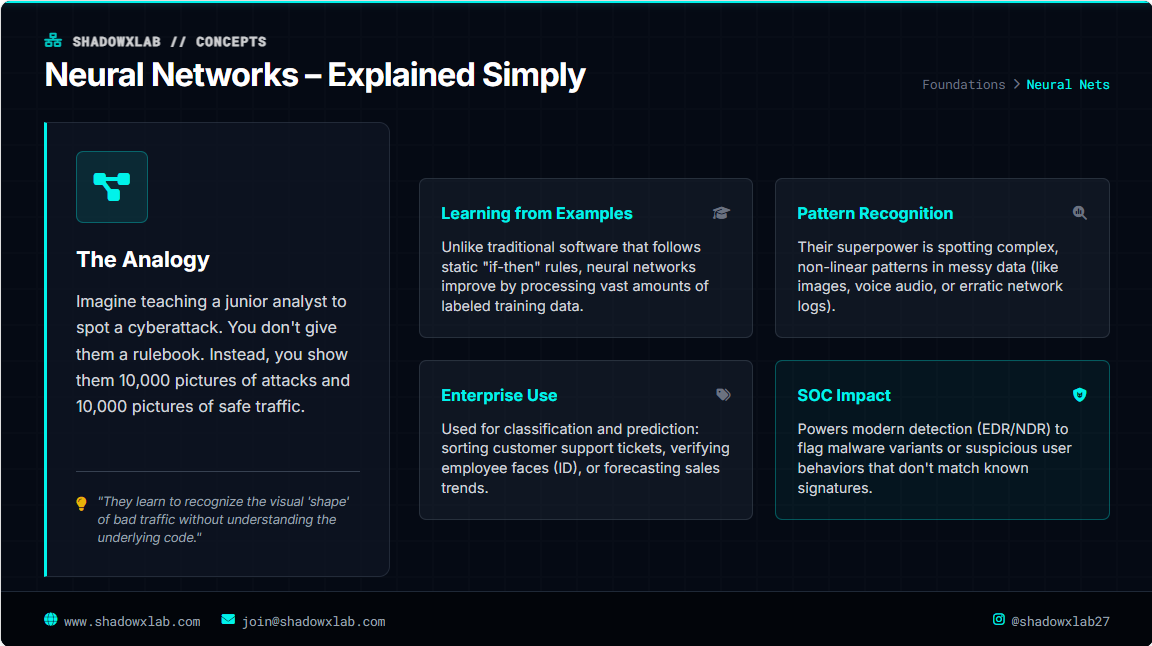 SHADOWXLAB // CONCEPTS
Neural Networks – Explained Simply
Foundations > Neural Nets
The Analogy
Imagine teaching a junior analyst to
spot a cyberattack. You don't give
them a rulebook. Instead, you show
them 10,000 pictures of attacks and
10,000 pictures of safe traffic.
"They learn to recognize the visual 'shape'
of bad traffic without understanding the
underlying code."
Learning from Examples
Unlike traditional software that follows
static "if-then" rules, neural networks
improve by processing vast amounts of
labeled training data.
Pattern Recognition
Their superpower is spotting complex,
non-linear patterns in messy data (like
images, voice audio, or erratic network
logs).
Enterprise Use
Used for classification and prediction:
sorting customer support tickets, verifying
employee faces (ID), or forecasting sales
trends.
SOC Impact
Powers modern detection (EDR/NDR) to
flag malware variants or suspicious user
behaviors that don't match known
signatures.
www.shadowxlab.com join@shadowxlab.com @shadowxlab27